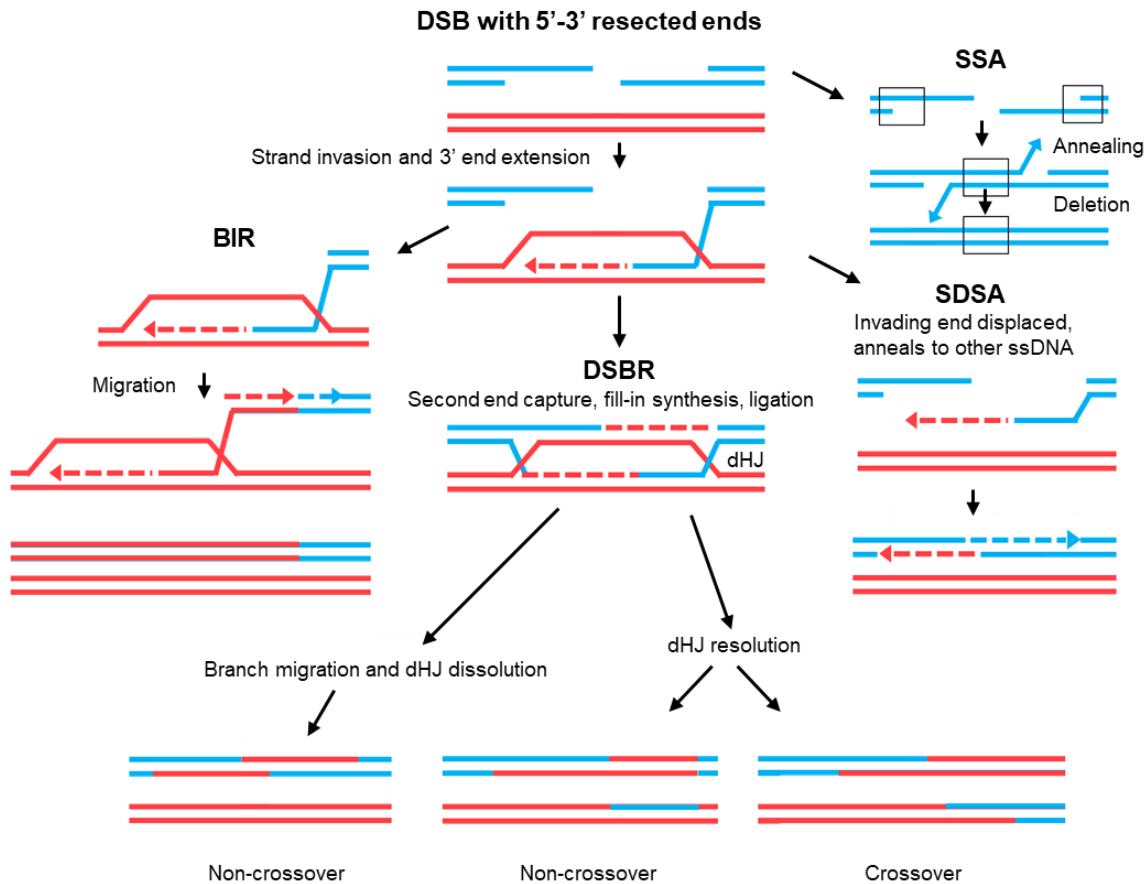 DSB with 5’-3’ resected ends
SSA
Strand invasion and 3’ end extension
Annealing
Deletion
BIR
SDSA
Invading end displaced,
anneals to other ssDNA
Migration
DSBR
Second end capture, fill-in synthesis, ligation
dHJ
dHJ resolution
Branch migration and dHJ dissolution
Non-crossover
Non-crossover
Crossover